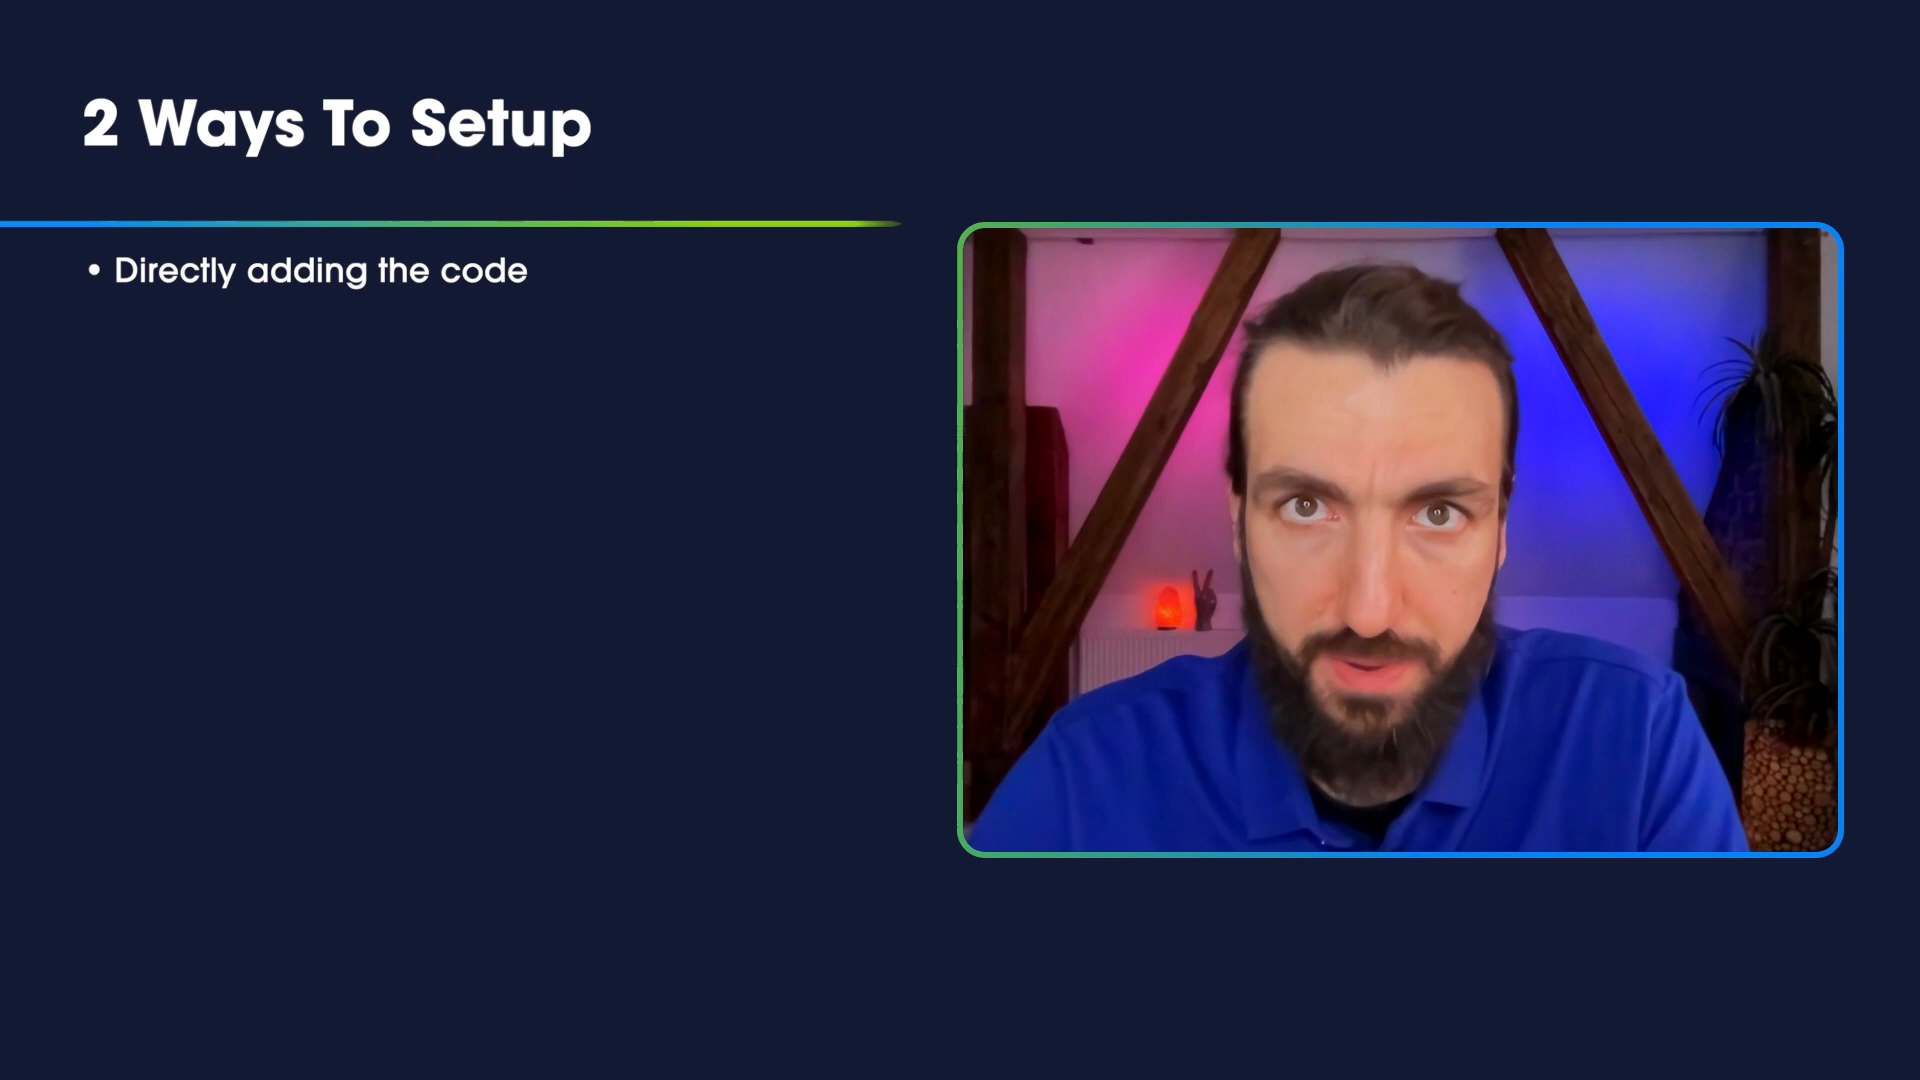 2 Ways To Setup
• Directly adding the code